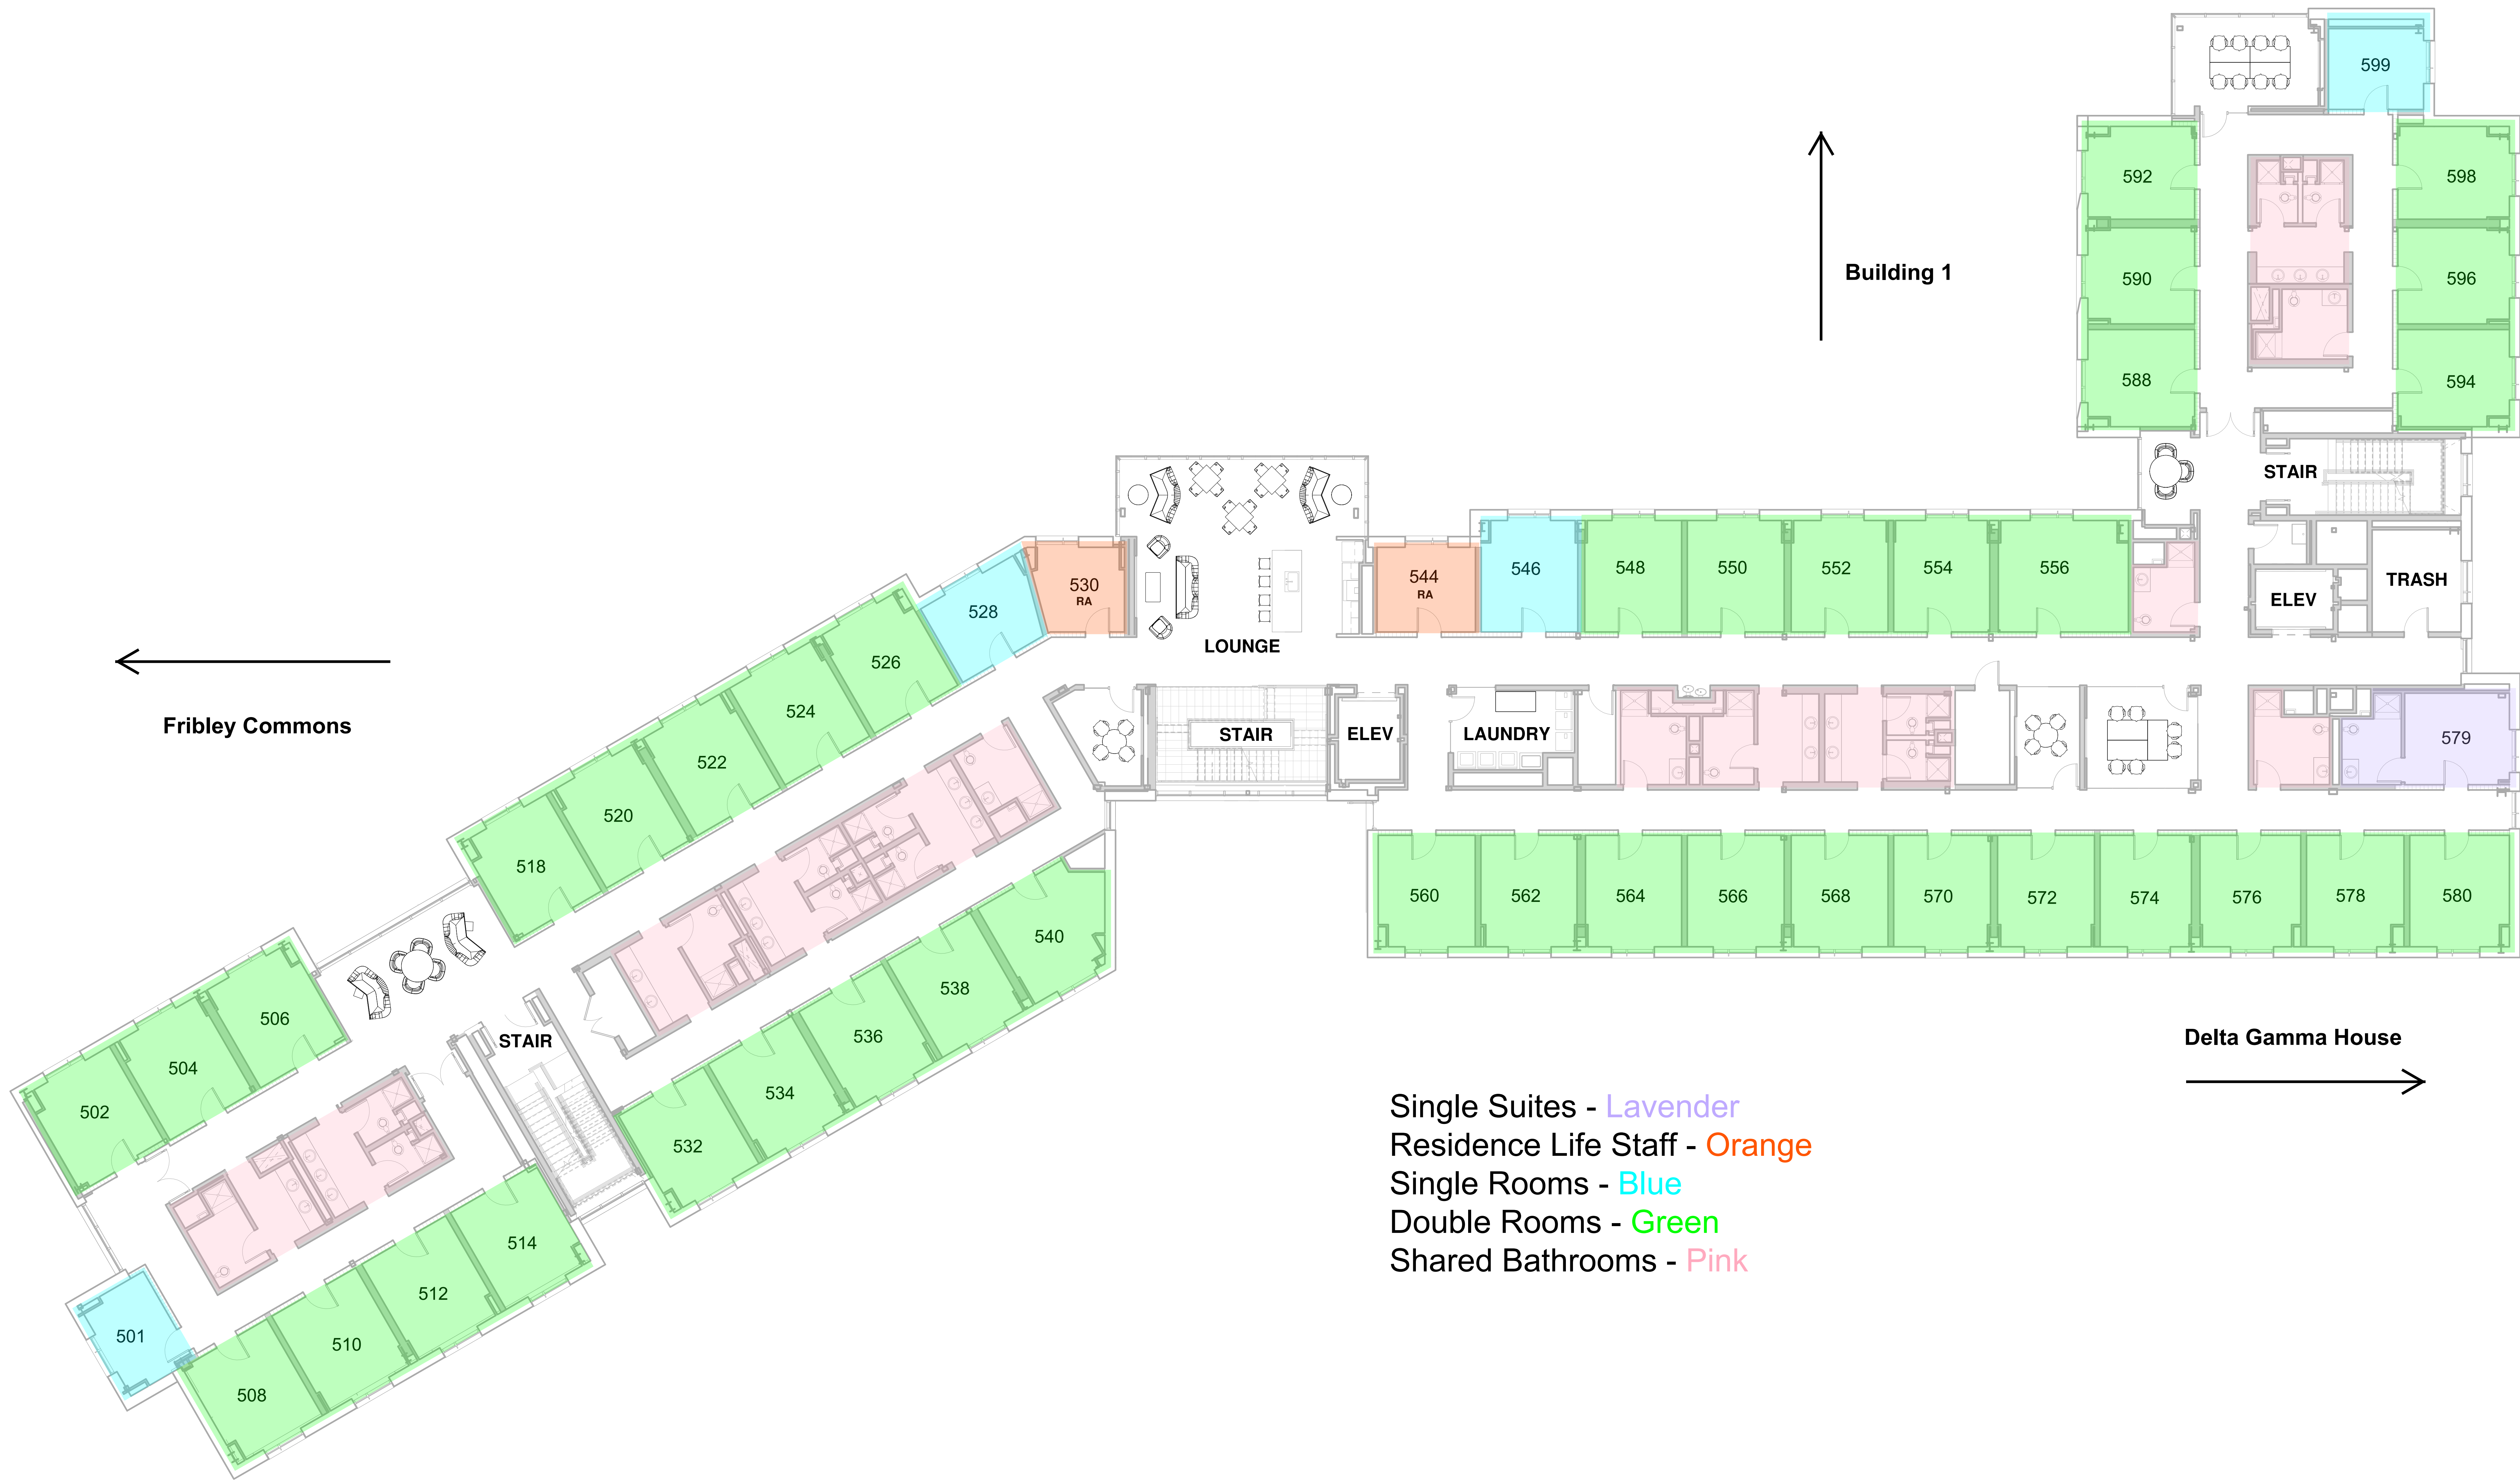 599
592
598
590
596
588
594
Building 1
STAIR
530
RA
544
RA
546
548
550
552
554
556
ELEV
TRASH
528
526
524
522
520
518
LOUNGE
Fribley Commons
STAIR
ELEV
LAUNDRY
579
560
562
564
566
568
570
572
574
576
578
580
540
538
536
534
532
506
504
502
STAIR
514
512
510
508
501
Delta Gamma House
Single Suites - Lavender
Residence Life Staff - Orange
Single Rooms - Blue
Double Rooms - Green
Shared Bathrooms - Pink